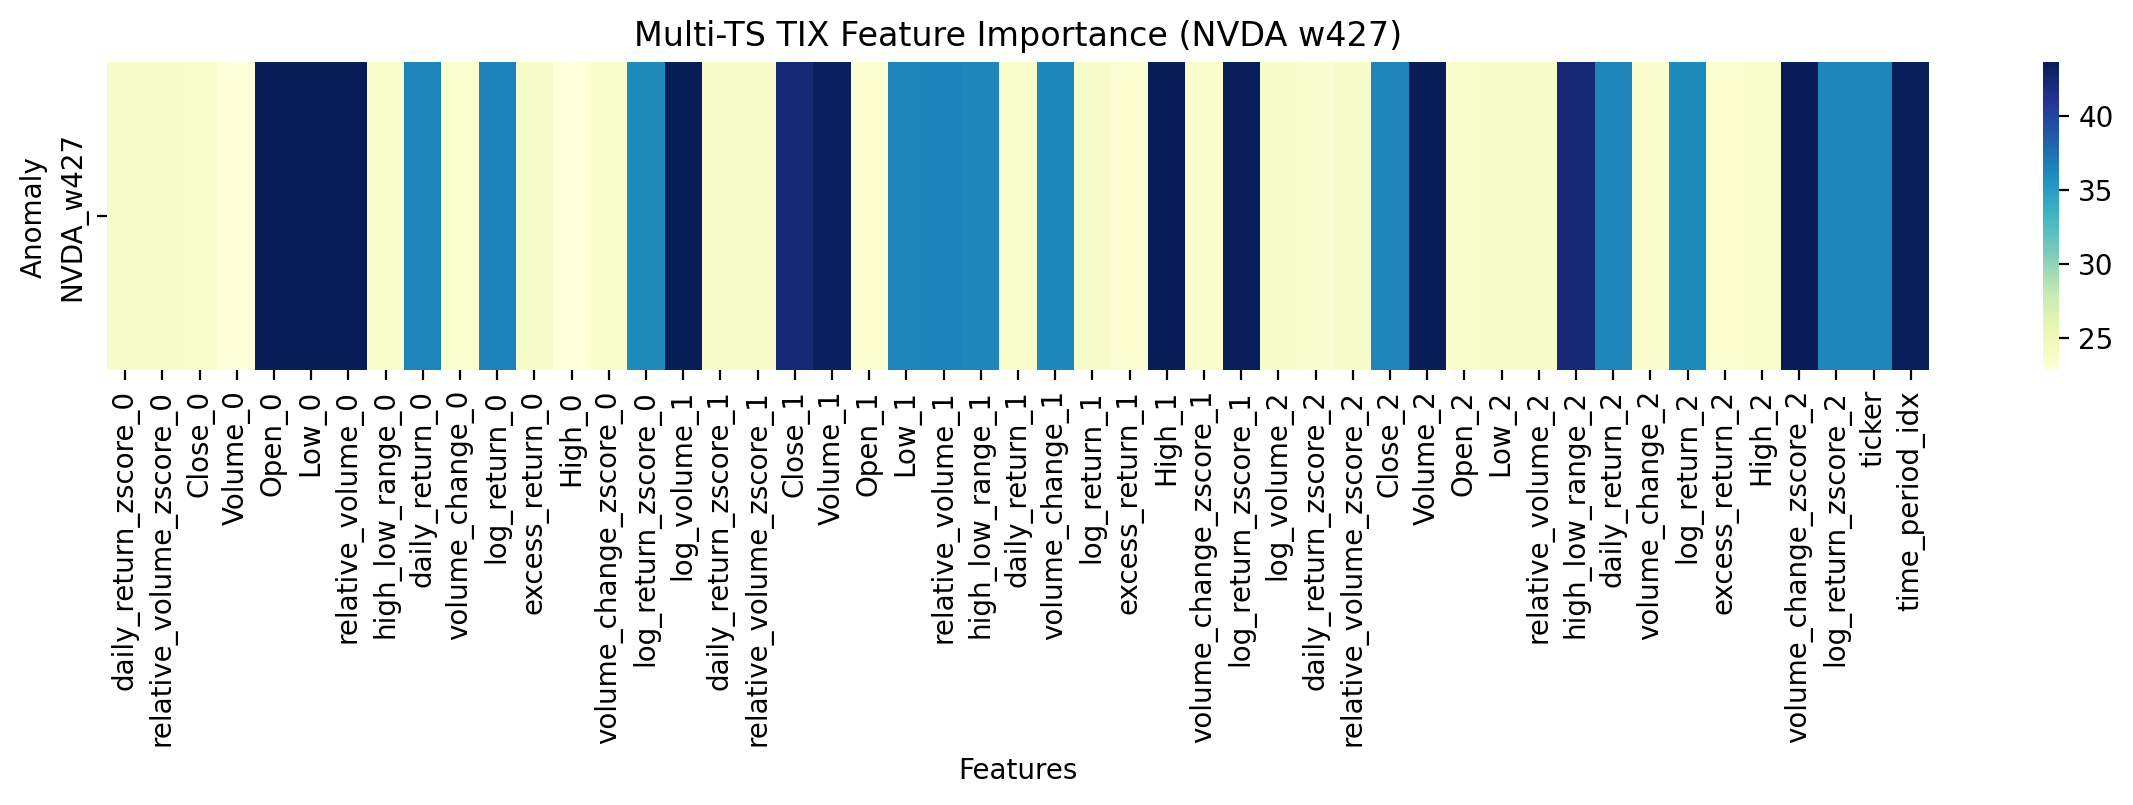 Multi-TS TIX Feature Importance (NVDA w427)
Anomaly
NVDA_w427
40
35
30
25
daily_return_zscore_0
relative_volume_zscore_0
Close_0
Volume_0
Open_0
Low_0
relative_volume_0
high_low_range_0
daily_return_0
volume_change_0
log_return_0
excess_return_0
High_0
volume_change_zscore_0
log_return_zscore_0
log_volume_1
daily_return_zscore_1
relative_volume_zscore_1
Close_1
Volume_1
Open_1
Low_1
relative_volume_1
high_low_range_1
daily_return_1
volume_change_1
log_return_1
excess_return_1
High_1
volume_change_zscore_1
log_return_zscore_1
log_volume_2
daily_return_zscore_2
relative_volume_zscore_2
Close_2
Volume_2
Open_2
Low_2
relative_volume_2
high_low_range_2
daily_return_2
volume_change_2
log_return_2
excess_return_2
High_2
volume_change_zscore_2
log_return_zscore_2
ticker
time_period_idx
Features